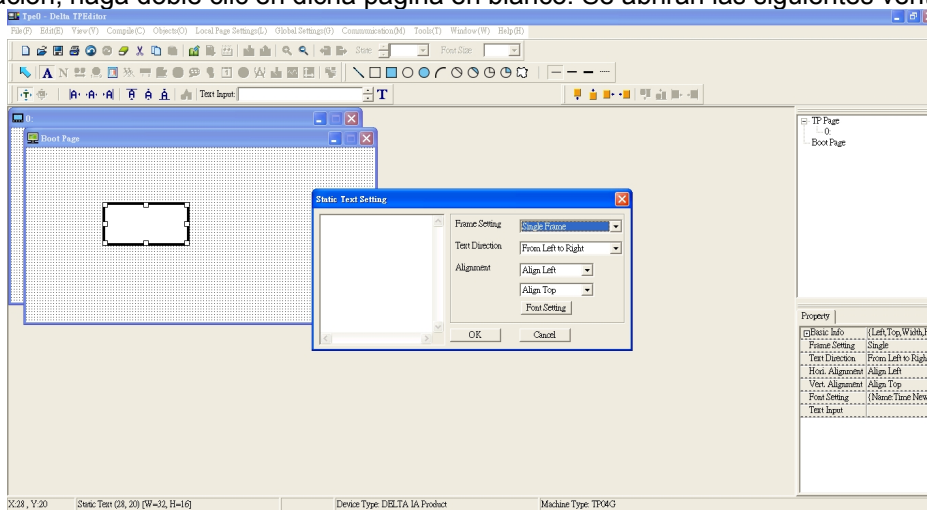 ación, haga doble clic en dicha página en blanco. Se abrirán las siguientes vent
Tpe0 - Delta TPEditor
File(F) Edit(E) View(V) Compile(C) Objects(O) Local Page Settings(L) Global Settings(G) Communication(M) Tools(T) Window(W) Help(H)
State Font Size
Text Input: T
0:
Boot Page
TP Page
0:
Boot Page
Static Text Setting
Frame Setting Single Frame
Text Direction From Left to Right
Alignment Align Left
Align Top
Font Setting
OK Cancel
Property
Basic Info {Left,Top,Width,H
Frame Setting Single
Text Direction From Left to Righ
Hori. Alignment Align Left
Vert. Alignment Align Top
Font Setting {Name:Time New
Text Input
X:28 , Y:20 Static Text (28, 20) [W=32, H=16] Device Type: DELTA IA Product Machine Type: TP04G